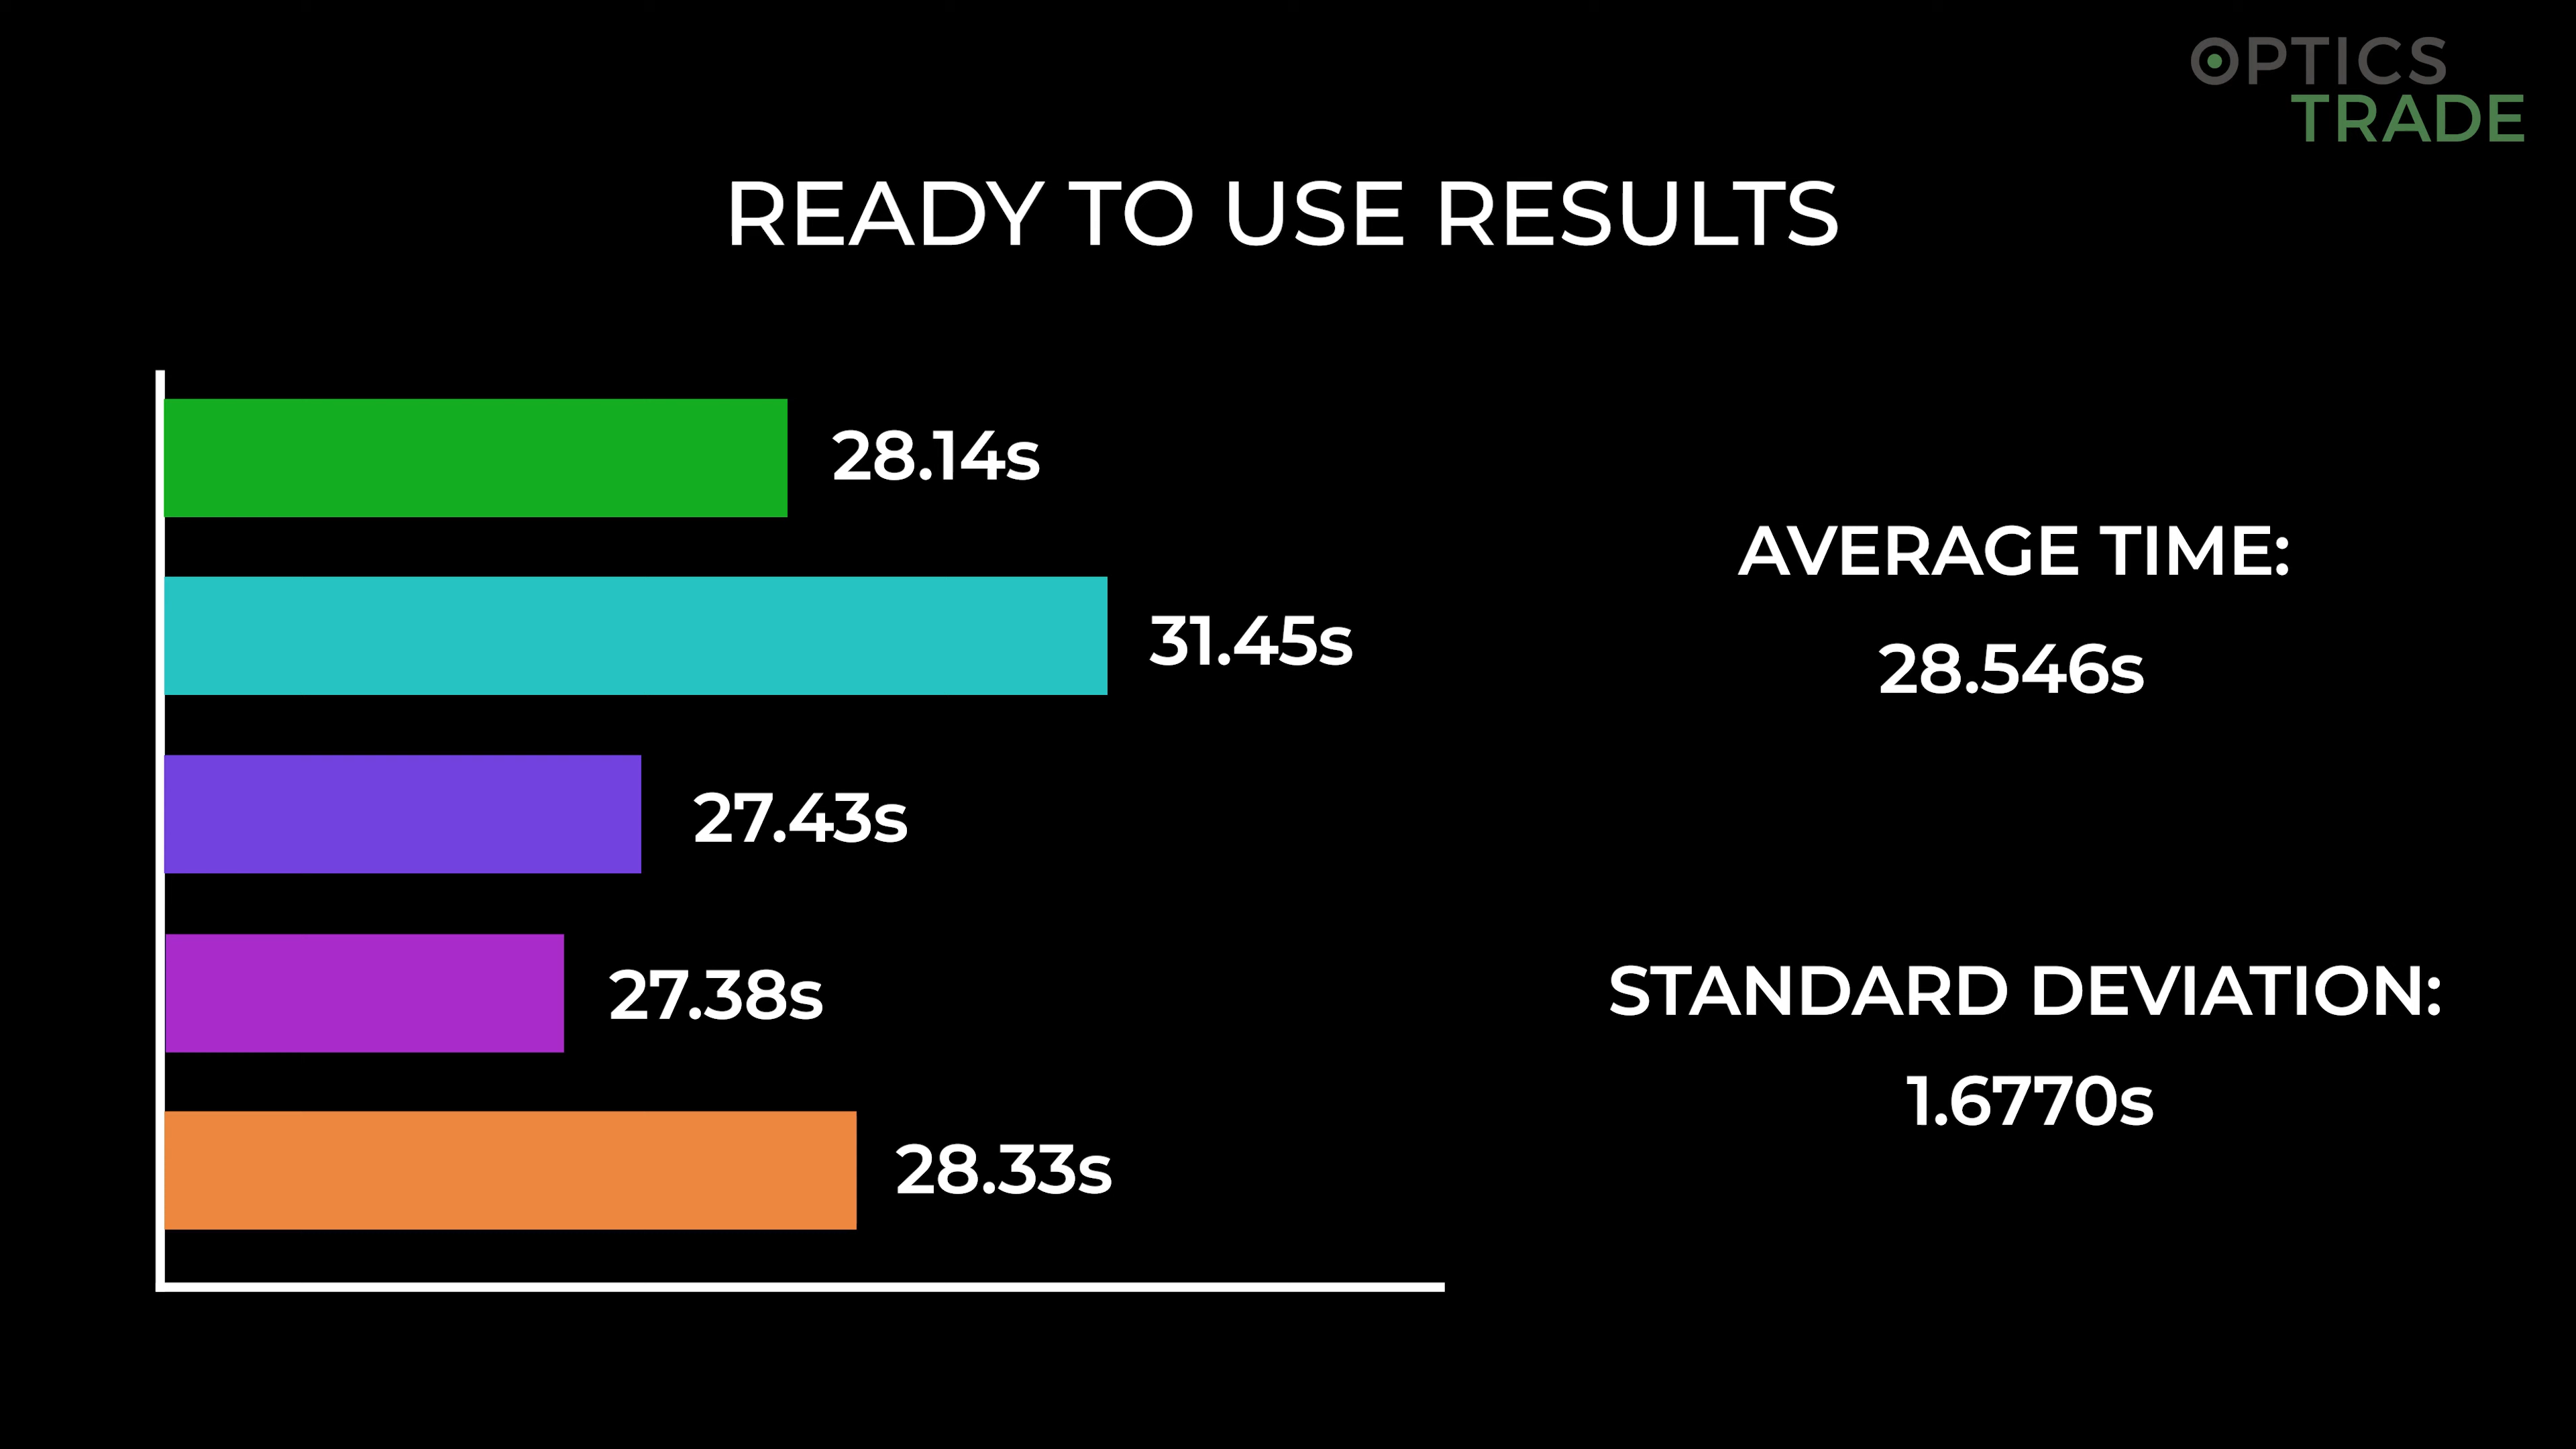 OPTICS
TRADE
READY TO USE RESULTS
28.14s
31.45s
27.43s
27.38s
28.33s
AVERAGE TIME:
28.546s
STANDARD DEVIATION:
1.6770s